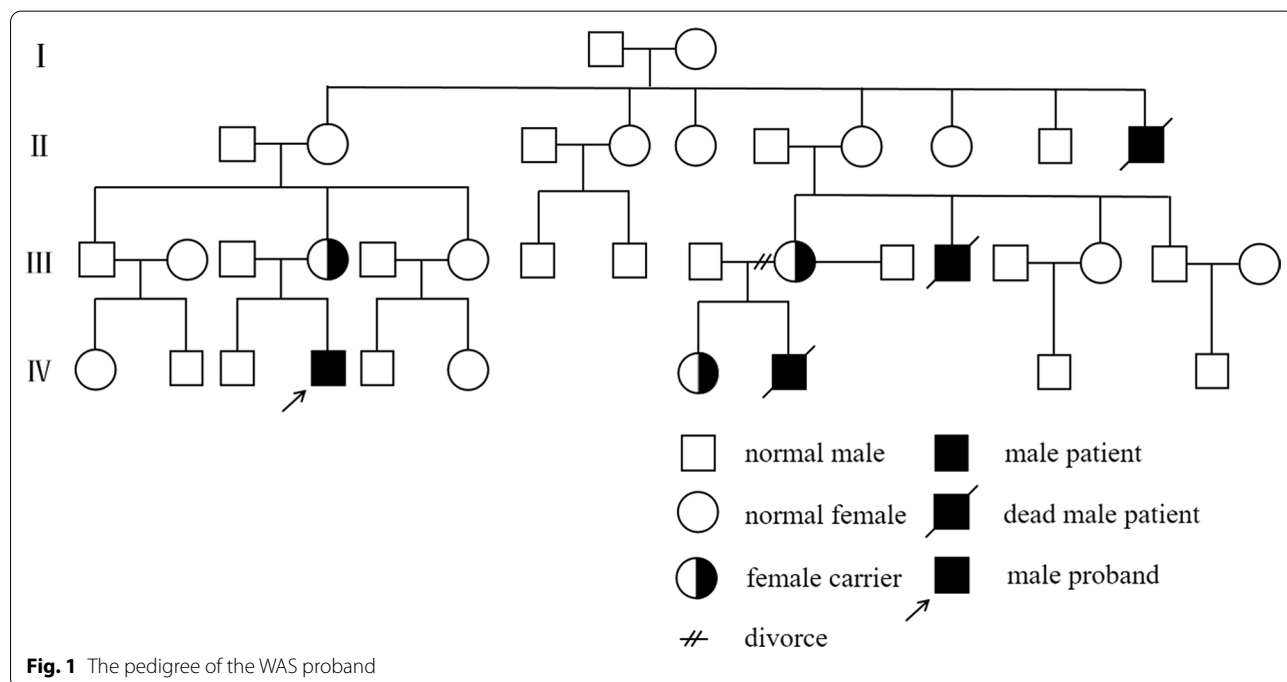 I
II
III
IV
normal male
male patient
normal female
dead male patient
female carrier
male proband
divorce
Fig. 1 The pedigree of the WAS proband